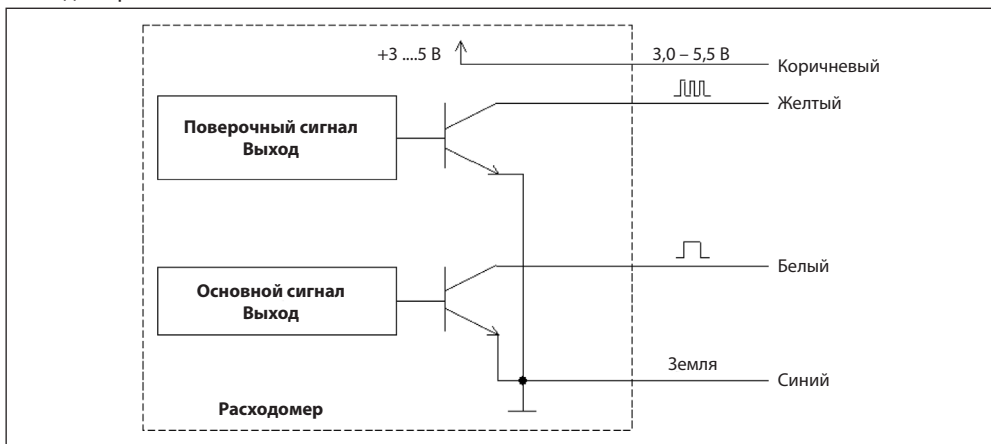 +3 ....5 В
3,0 – 5,5 В
Коричневый
Желтый
Поверочный сигнал
Выход
Белый
Основной сигнал
Выход
Земля
Синий
Расходомер